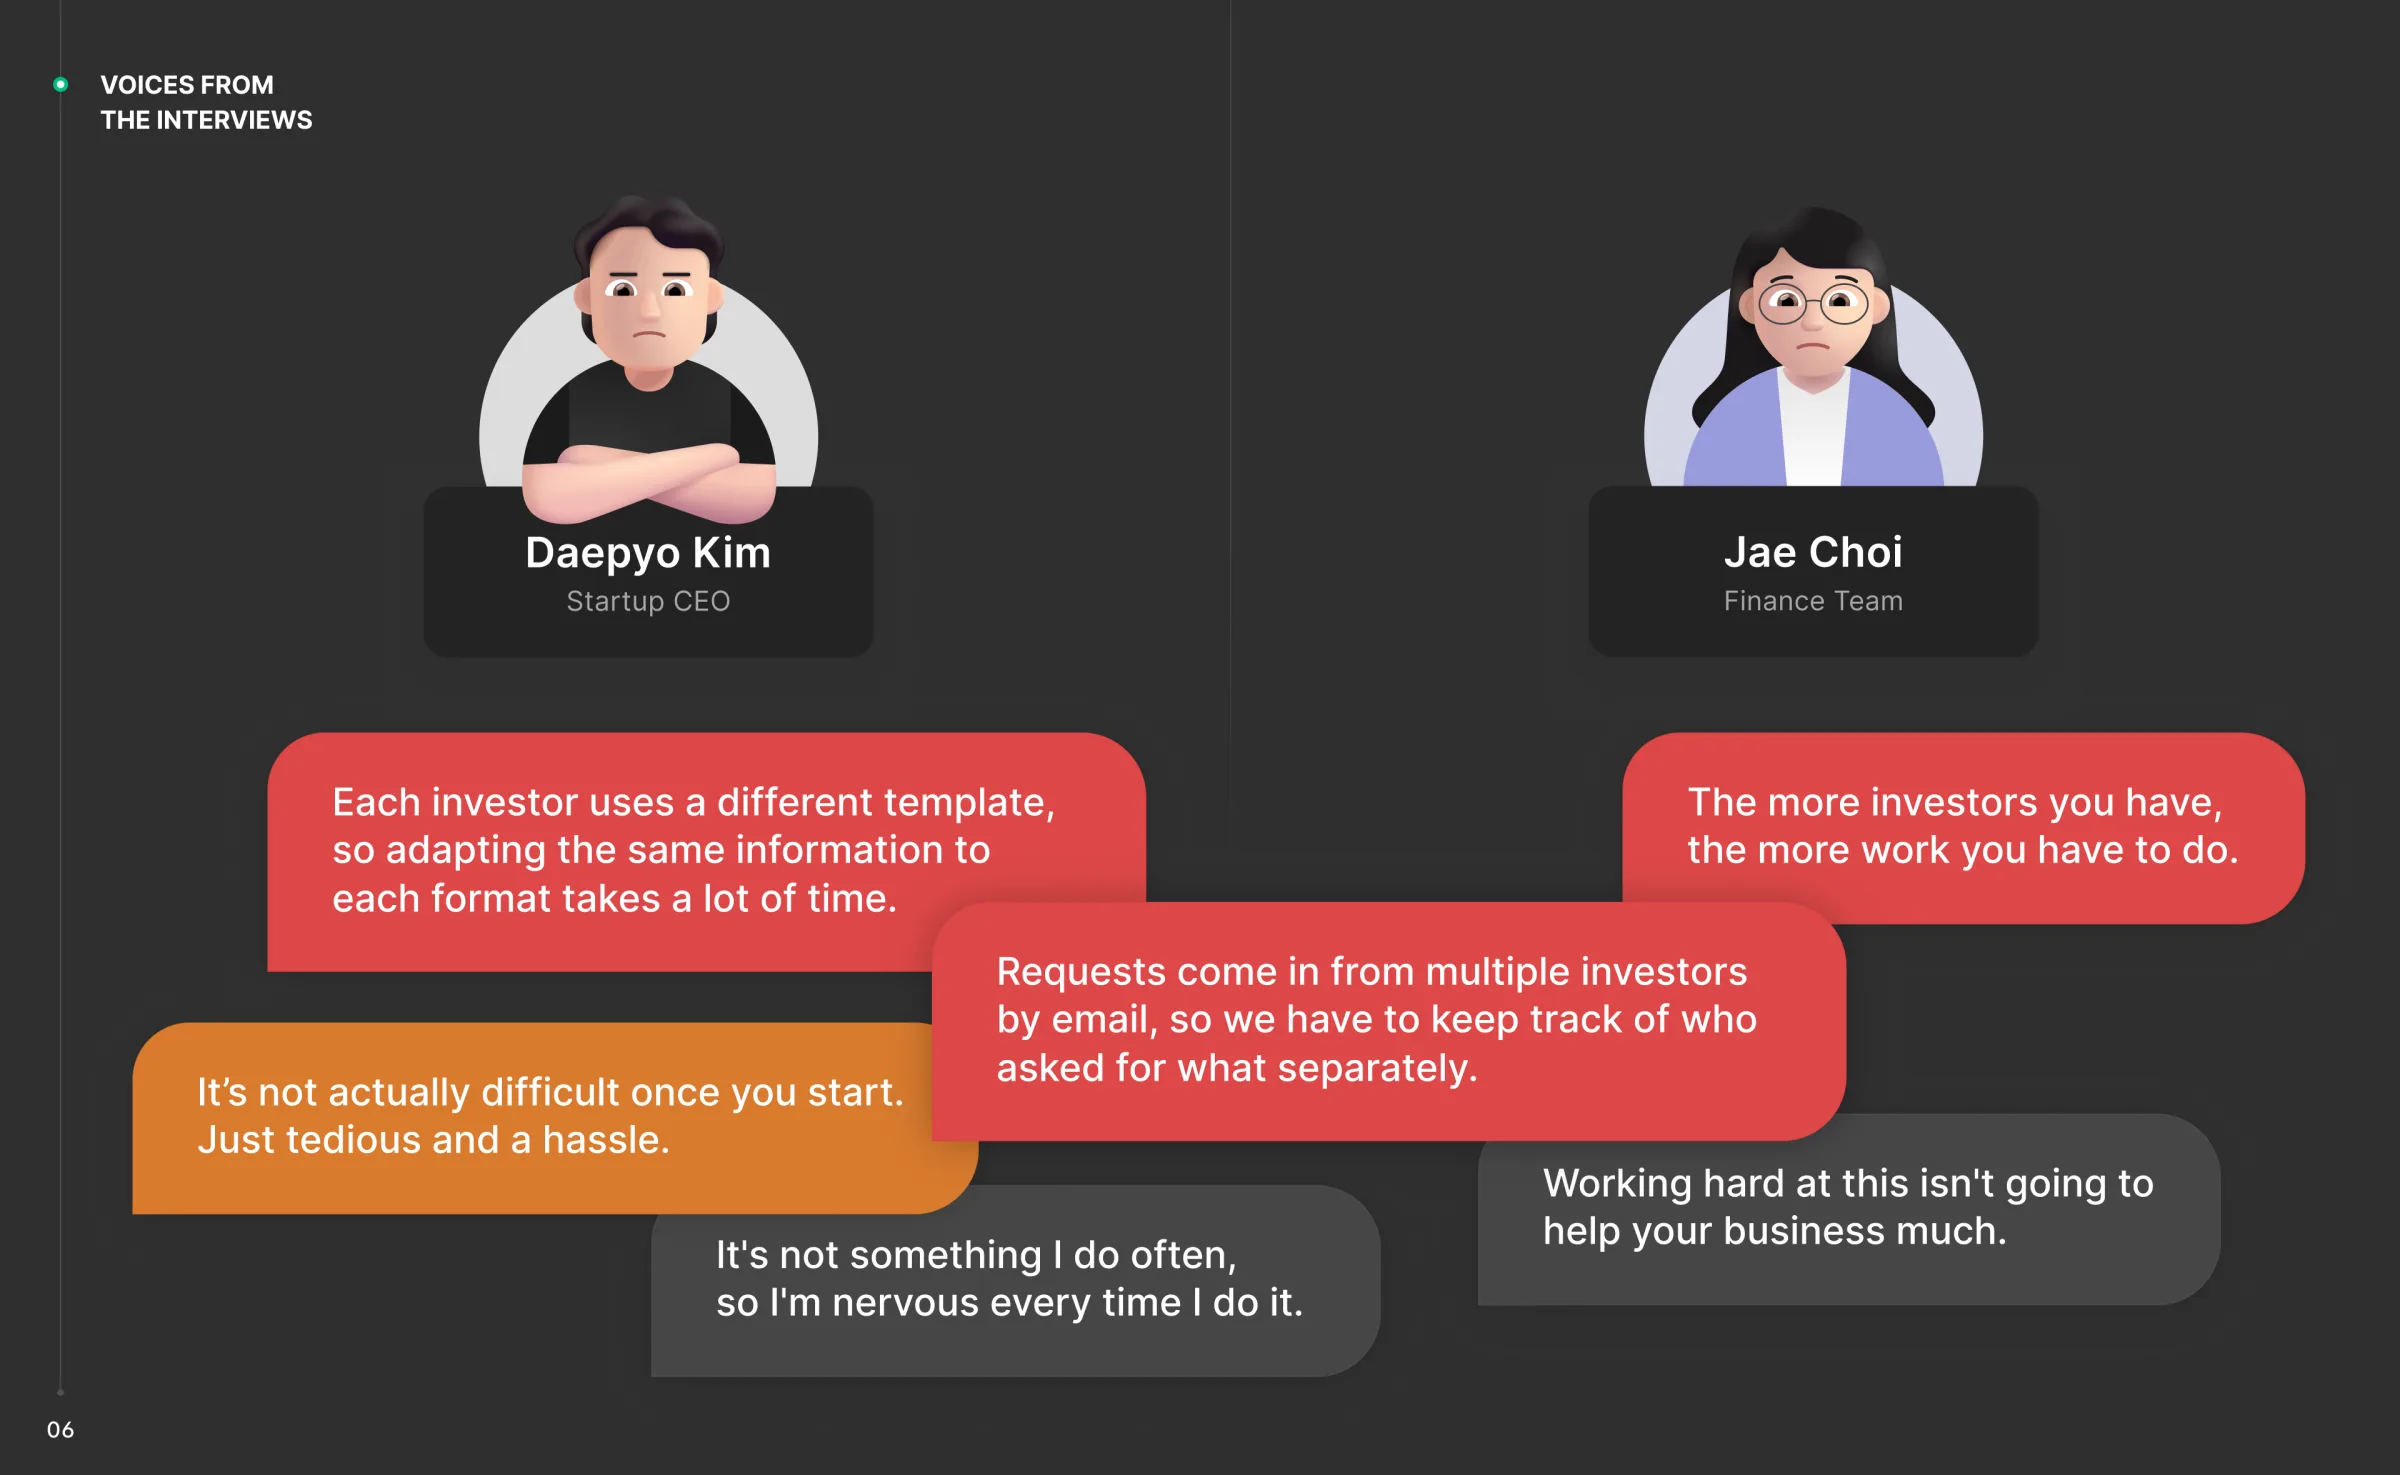 VOICES FROM
THE INTERVIEWS
Daepyo Kim
Startup CEO
Jae Choi
Finance Team
Each investor uses a different template,
so adapting the same information to
each format takes a lot of time.
The more investors you have,
the more work you have to do.
Requests come in from multiple investors
by email, so we have to keep track of who
asked for what separately.
It’s not actually difficult once you start.
Just tedious and a hassle.
Working hard at this isn't going to
help your business much.
It's not something I do often,
so I'm nervous every time I do it.
06